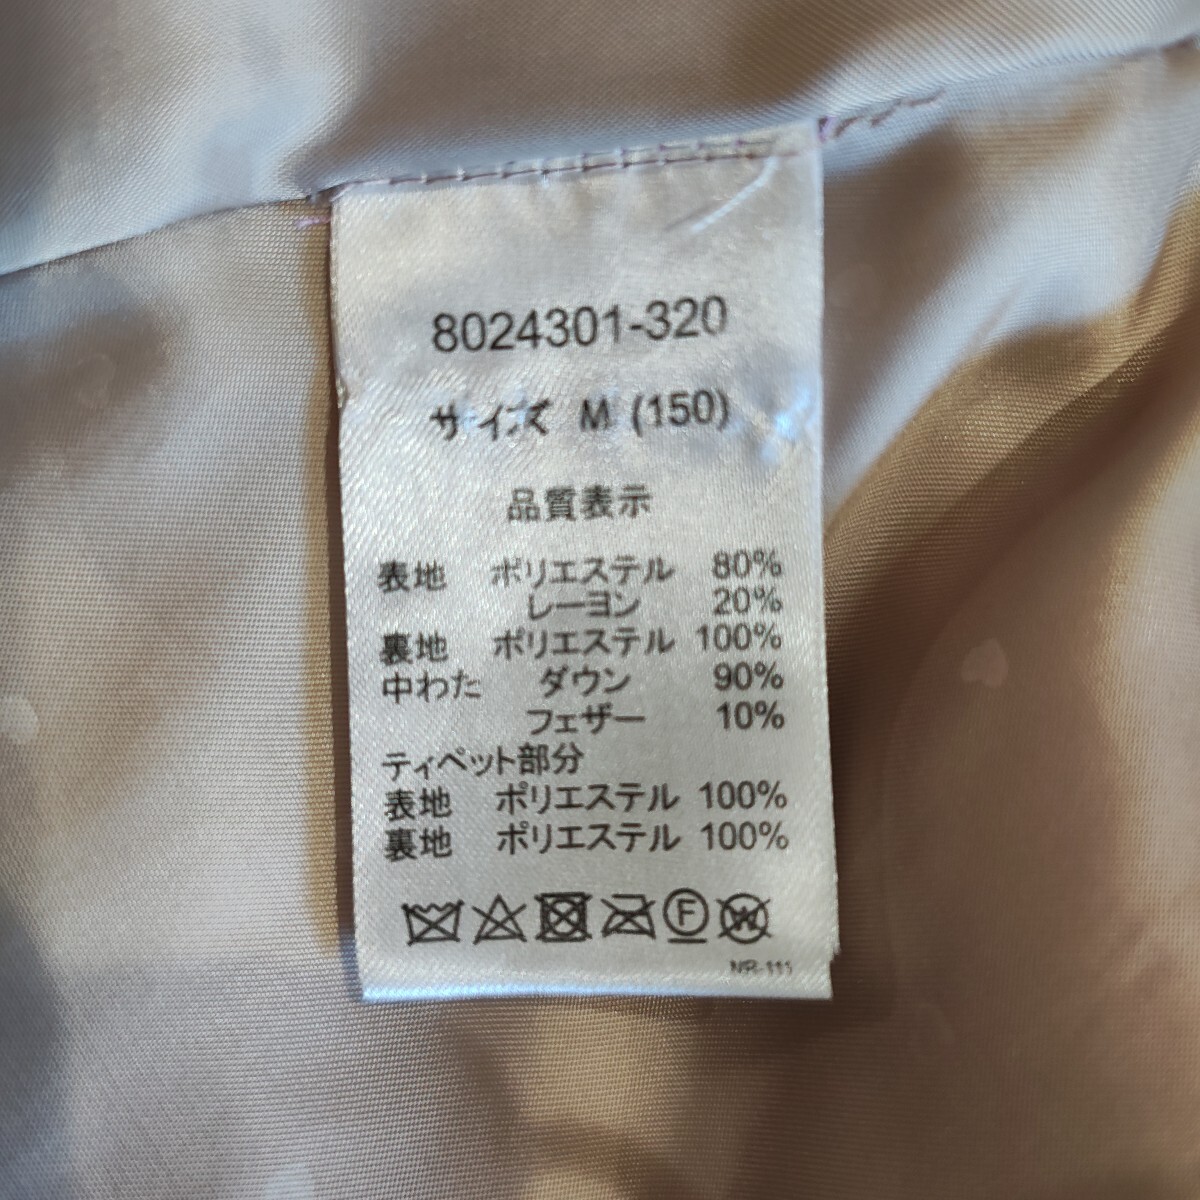 8024301-320
サイズ M (150)
品質表示
表地 ポリエステル 80%
レーヨン 20%
裏地 ポリエステル 100%
中わた ダウン 90%
フェザー 10%
ティペット部分
表地 ポリエステル 100%
裏地 ポリエステル 100%
F W
NB-111